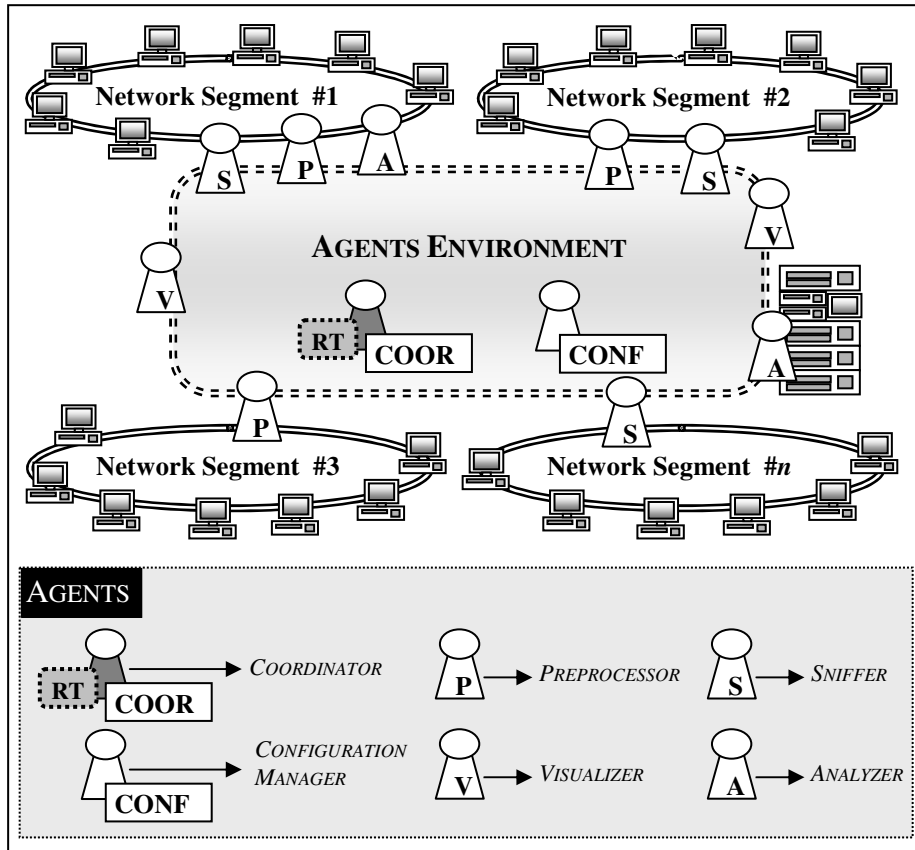 Network Segment #1
Network Segment #2
S
P
A
P
S
V
V
AGENTS ENVIRONMENT
RT
COOR
CONF
A
P
S
Network Segment #3
Network Segment #n
AGENTS
RT
COOR
COORDINATOR
P
PREPROCESSOR
S
SNIFFER
CONF
CONFIGURATION
MANAGER
V
VISUALIZER
A
ANALYZER